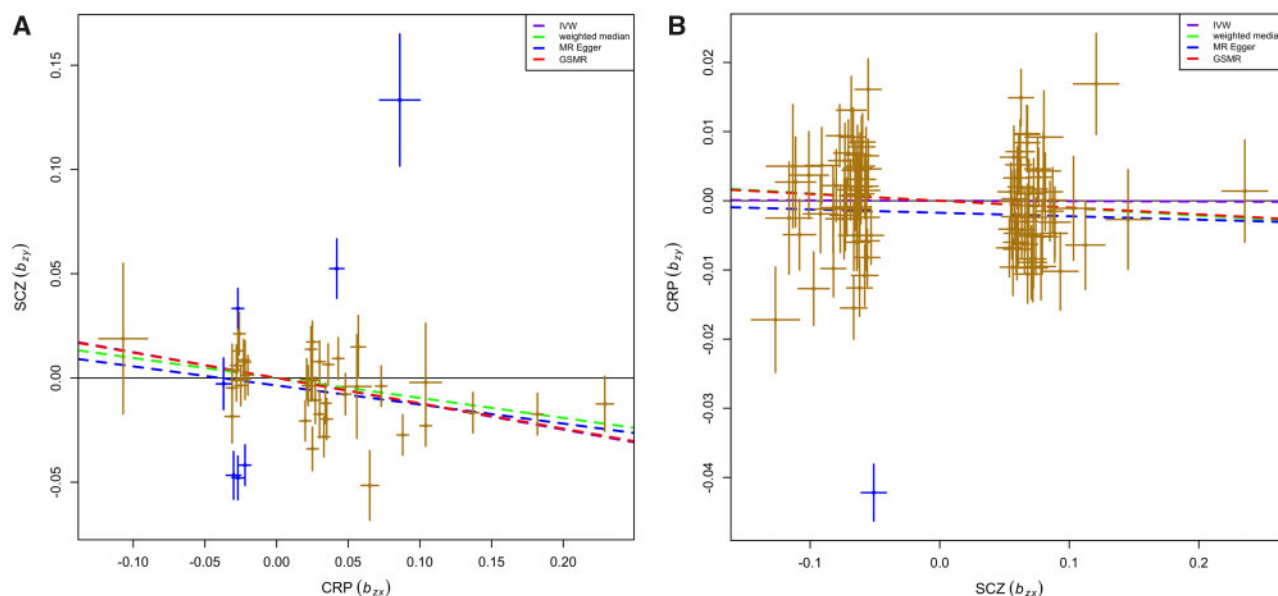 A
IVW
weighted median
MR Egger
GSMR
0.15
0.10
0.05
0.00
-0.05
SCZ (bzy)
-0.10
-0.05
0.00
0.05
0.10
0.15
0.20
CRP (bzx)
B
IVW
weighted median
MR Egger
GSMR
0.02
0.01
0.00
-0.01
-0.02
-0.03
-0.04
CRP (bzy)
-0.1
0.0
0.1
0.2
SCZ (bzx)